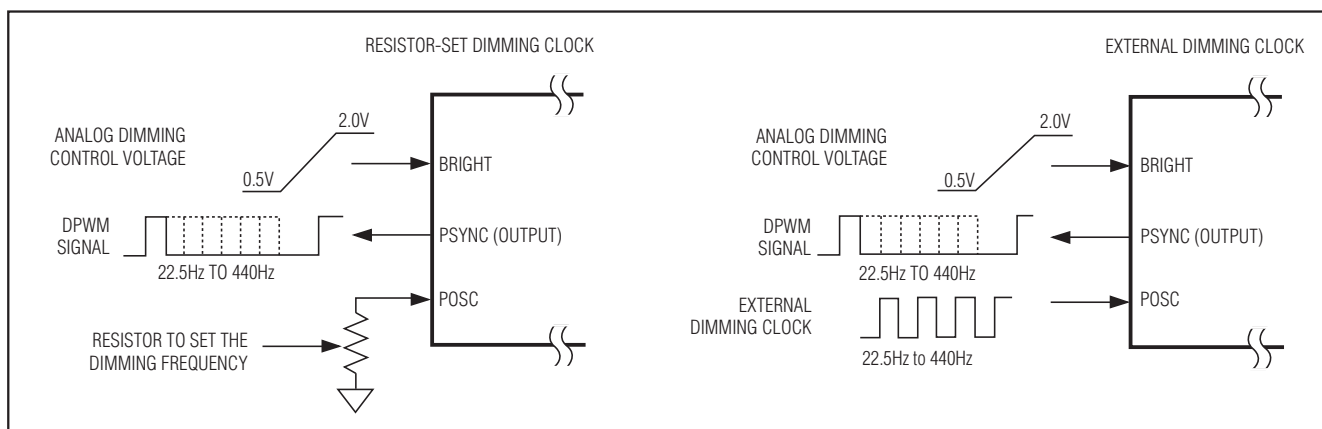 RESISTOR-SET DIMMING CLOCK
ANALOG DIMMING
CONTROL VOLTAGE
2.0V
0.5V
BRIGHT
DPWM
SIGNAL
22.5Hz TO 440Hz
PSYNC (OUTPUT)
POSC
RESISTOR TO SET THE
DIMMING FREQUENCY
EXTERNAL DIMMING CLOCK
ANALOG DIMMING
CONTROL VOLTAGE
2.0V
0.5V
BRIGHT
DPWM
SIGNAL
22.5Hz TO 440Hz
PSYNC (OUTPUT)
EXTERNAL
DIMMING CLOCK
22.5Hz to 440Hz
POSC